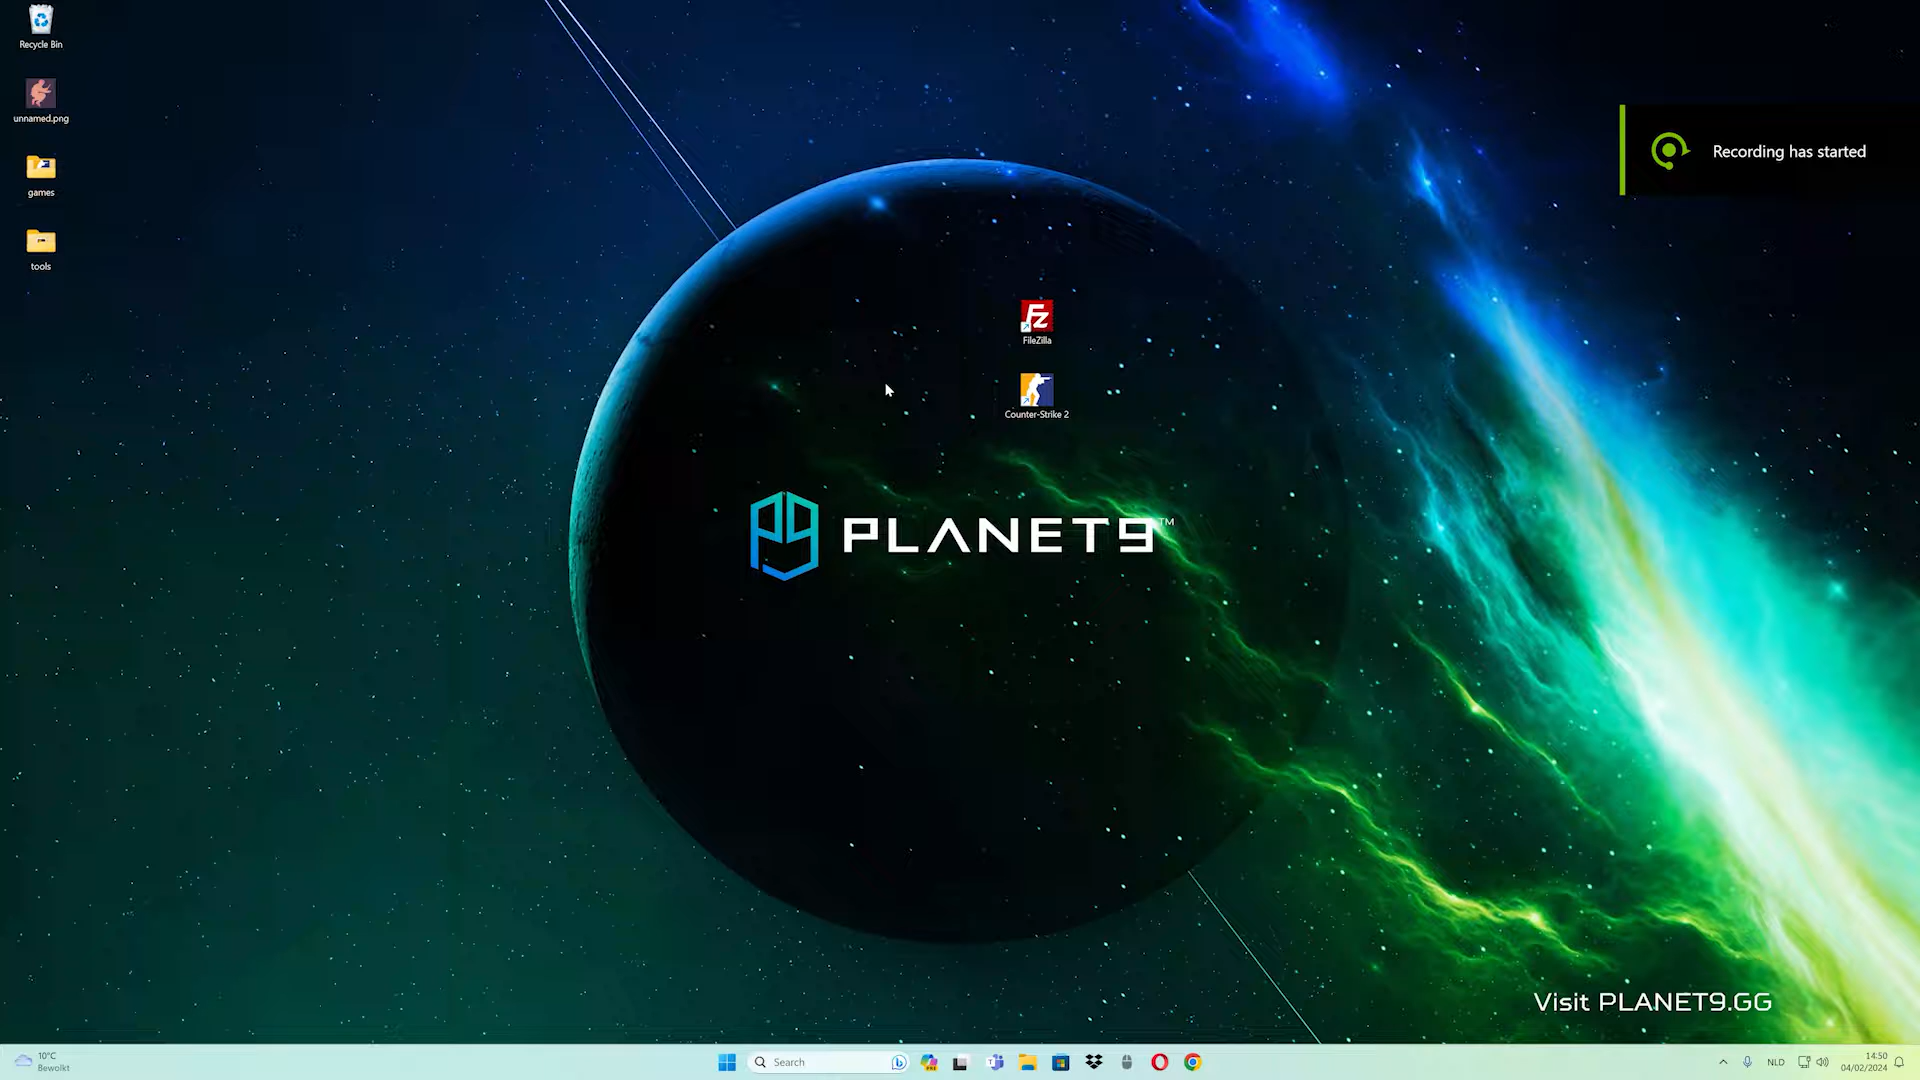 Recycle Bin
unnamed.png
games
tools
Recording has started
FileZilla
Counter-Strike 2
PLANET9™
Visit PLANET9.GG
10°C
Bewolkt
Search
NLD
14:50
04/02/2024